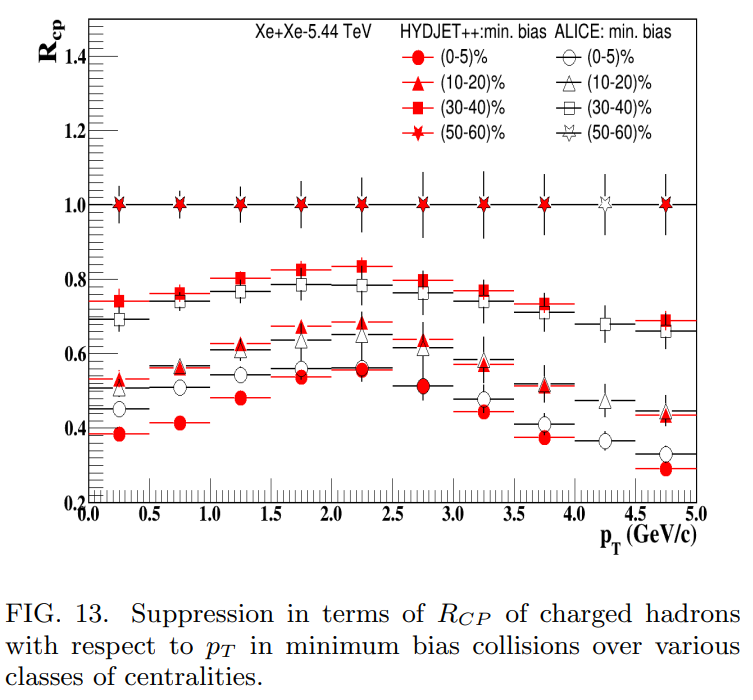 Xe+Xe-5.44 TeV
HYDJET++:min. bias ALICE: min. bias
(0-5)% (0-5)%
(10-20)% (10-20)%
(30-40)% (30-40)%
(50-60)% (50-60)%
R_cp
1.4
1.2
1.0
0.8
0.6
0.4
0.2
0.0 0.5 1.0 1.5 2.0 2.5 3.0 3.5 4.0 4.5 5.0
p_T (GeV/c)
FIG. 13. Suppression in terms of R_CP of charged hadrons
with respect to p_T in minimum bias collisions over various
classes of centralities.